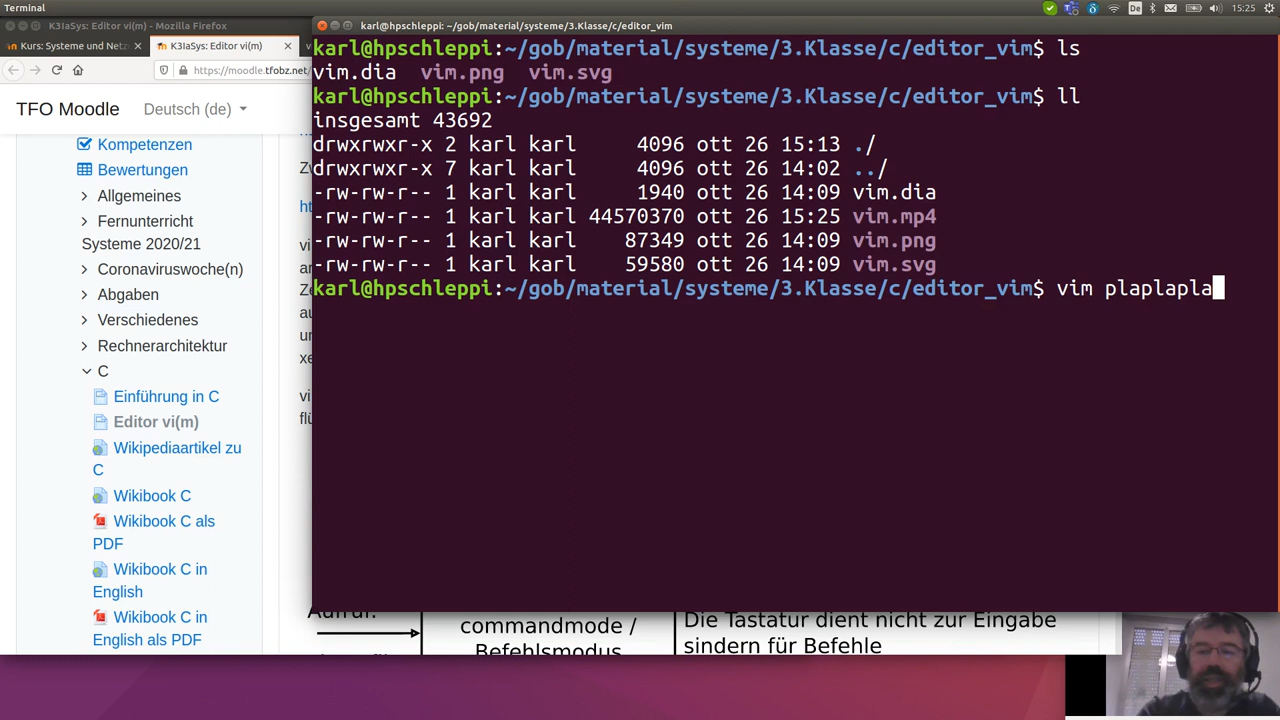 Terminal
De
15:25
K3IaSys: Editor vi(m) - Mozilla Firefox
Kurs: Systeme und Netz
K3IaSys: Editor vi(m)
https://moodle.tfobz.net/
TFO Moodle
Deutsch (de)
Kompetenzen
Bewertungen
Allgemeines
Fernunterricht
Systeme 2020/21
Coronaviruswoche(n)
Abgaben
Verschiedenes
Rechnerarchitektur
C
Einführung in C
Editor vi(m)
Wikipediaartikel zu
C
Wikibook C
Wikibook C als
PDF
Wikibook C in
English
Wikibook C in
English als PDF
karl@hpschleppi: ~/gob/material/systeme/3.Klasse/c/editor_vim
karl@hpschleppi:~/gob/material/systeme/3.Klasse/c/editor_vim$ ls
vim.dia vim.png vim.svg
karl@hpschleppi:~/gob/material/systeme/3.Klasse/c/editor_vim$ ll
insgesamt 43692
drwxrwxr-x 2 karl karl 4096 ott 26 15:13 ./
drwxrwxr-x 7 karl karl 4096 ott 26 14:02 ../
-rw-rw-r-- 1 karl karl 1940 ott 26 14:09 vim.dia
-rw-rw-r-- 1 karl karl 44570370 ott 26 15:25 vim.mp4
-rw-rw-r-- 1 karl karl 87349 ott 26 14:09 vim.png
-rw-rw-r-- 1 karl karl 59580 ott 26 14:09 vim.svg
karl@hpschleppi:~/gob/material/systeme/3.Klasse/c/editor_vim$ vim plaplapla
Aufruf:
commandmode /
Befehlsmodus
Die Tastatur dient nicht zur Eingabe
sindern für Befehle